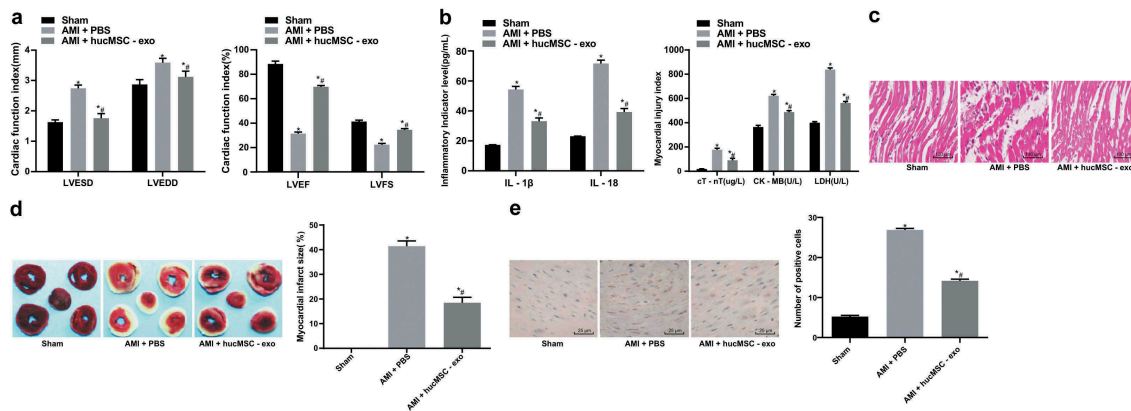 a
Sham
AMI + PBS
AMI + hucMSC - exo
Cardiac function index(mm)
4
3
2
1
0
*
*#
*
*#
LVESD
LVEDD
Sham
AMI + PBS
AMI + hucMSC - exo
Cardiac function index(%)
100
80
60
40
20
0
*
*#
*
*#
LVEF
LVFS
b
Sham
AMI + PBS
AMI + hucMSC - exo
Inflammatory Indicator level(pg/mL)
80
60
40
20
0
*
*#
*
*#
IL - 1β
IL - 18
Sham
AMI + PBS
AMI + hucMSC - exo
Myocardial injury index
1000
800
600
400
200
0
*
*#
*
*#
*
*#
cT - nT(ug/L)
CK - MB(U/L)
LDH(U/L)
c
Sham
AMI + PBS
AMI + hucMSC - exo
d
Sham
AMI + PBS
AMI + hucMSC - exo
Myocardial infarct size( %)
50
40
30
20
10
0
*
*#
Sham
AMI + PBS
AMI + hucMSC - exo
e
25 μm
25 μm
25 μm
Sham
AMI + PBS
AMI + hucMSC - exo
Number of positive cells
30
20
10
0
*
*#
Sham
AMI + PBS
AMI + hucMSC - exo